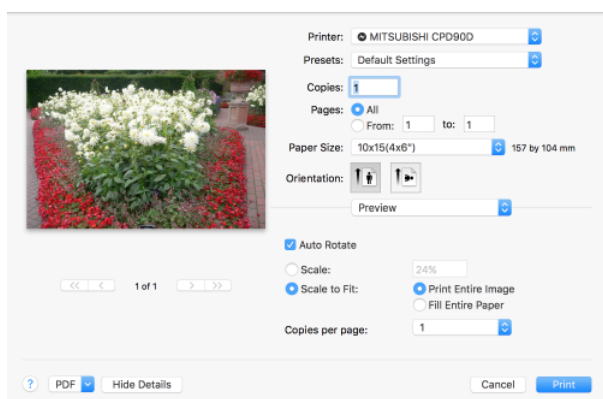 Printer: MITSUBISHI CPD90D
Presets: Default Settings
Copies: 1
Pages: All
From: 1 to: 1
Paper Size: 10x15(4x6") 157 by 104 mm
Orientation:
Preview
Auto Rotate
Scale: 24%
Scale to Fit: Print Entire Image
Fill Entire Paper
Copies per page: 1
<< < 1 of 1 > >>
? PDF Hide Details Cancel Print